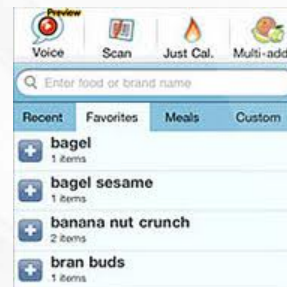 Preview
Voice Scan Just Cal. Multi-add
Enter food or brand name
Recent Favorites Meals Custom
bagel
1 items
bagel sesame
1 items
banana nut crunch
2 items
bran buds
1 items